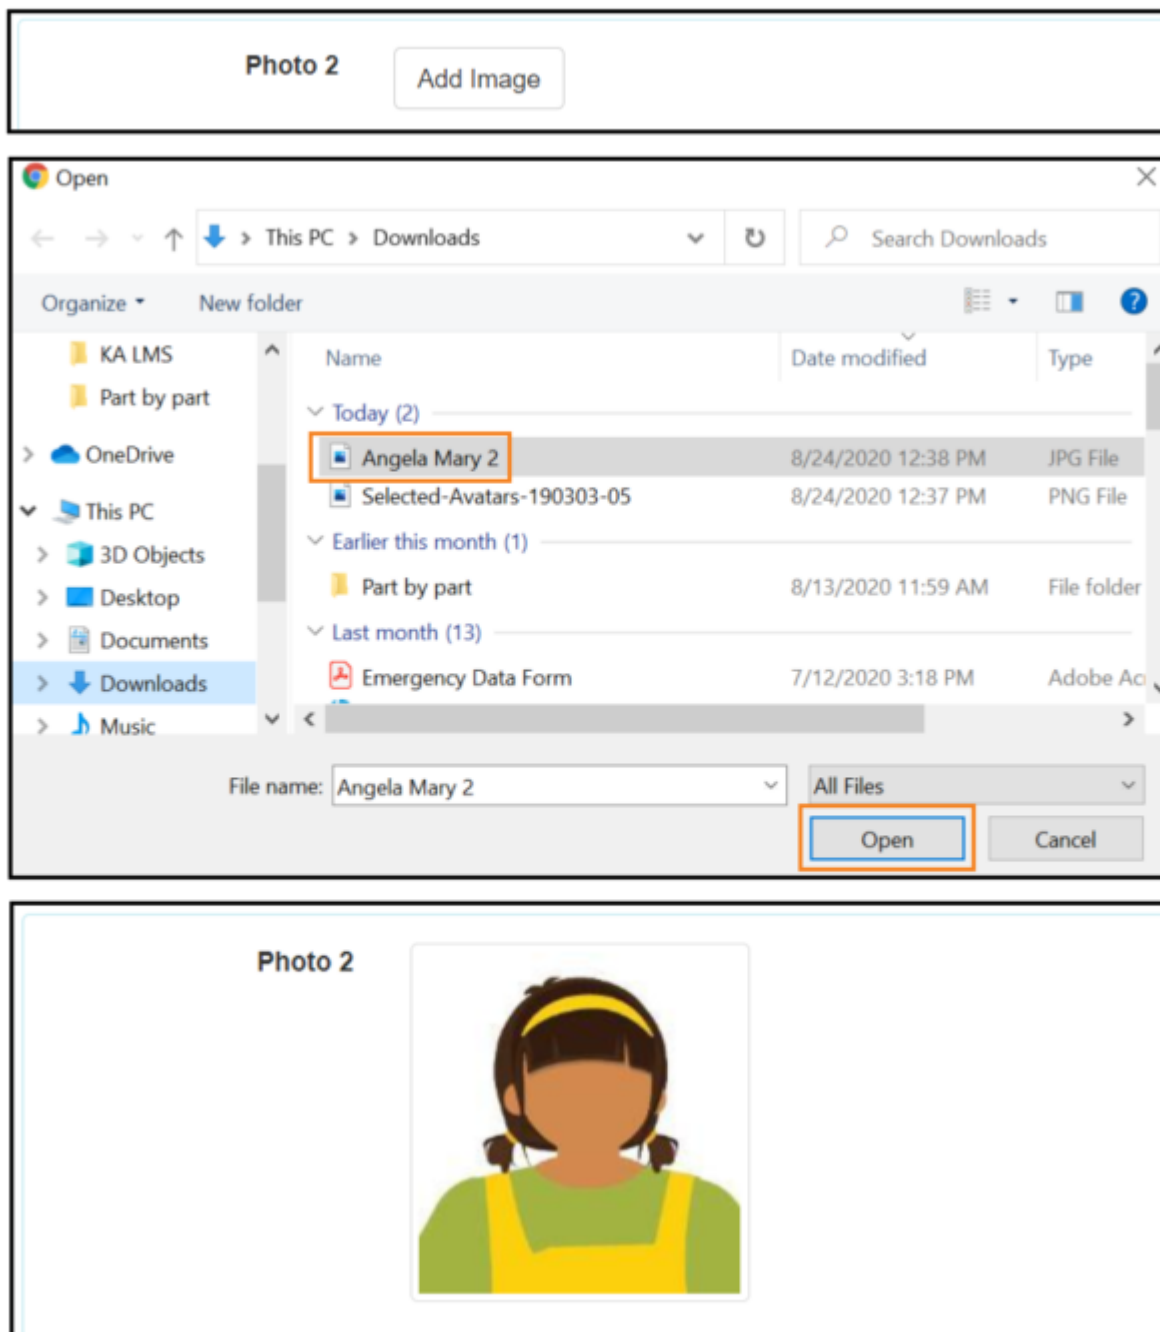 Photo 2 Add Image
Open
This PC > Downloads Search Downloads
Organize New folder
KA LMS Name Date modified Type
Part by part Today (2)
OneDrive Angela Mary 2 8/24/2020 12:38 PM JPG File
This PC Selected-Avatars-190303-05 8/24/2020 12:37 PM PNG File
3D Objects Earlier this month (1)
Desktop Part by part 8/13/2020 11:59 AM File folder
Documents Last month (13)
Downloads Emergency Data Form 7/12/2020 3:18 PM Adobe
Music
File name: Angela Mary 2 All Files
Open Cancel
Photo 2